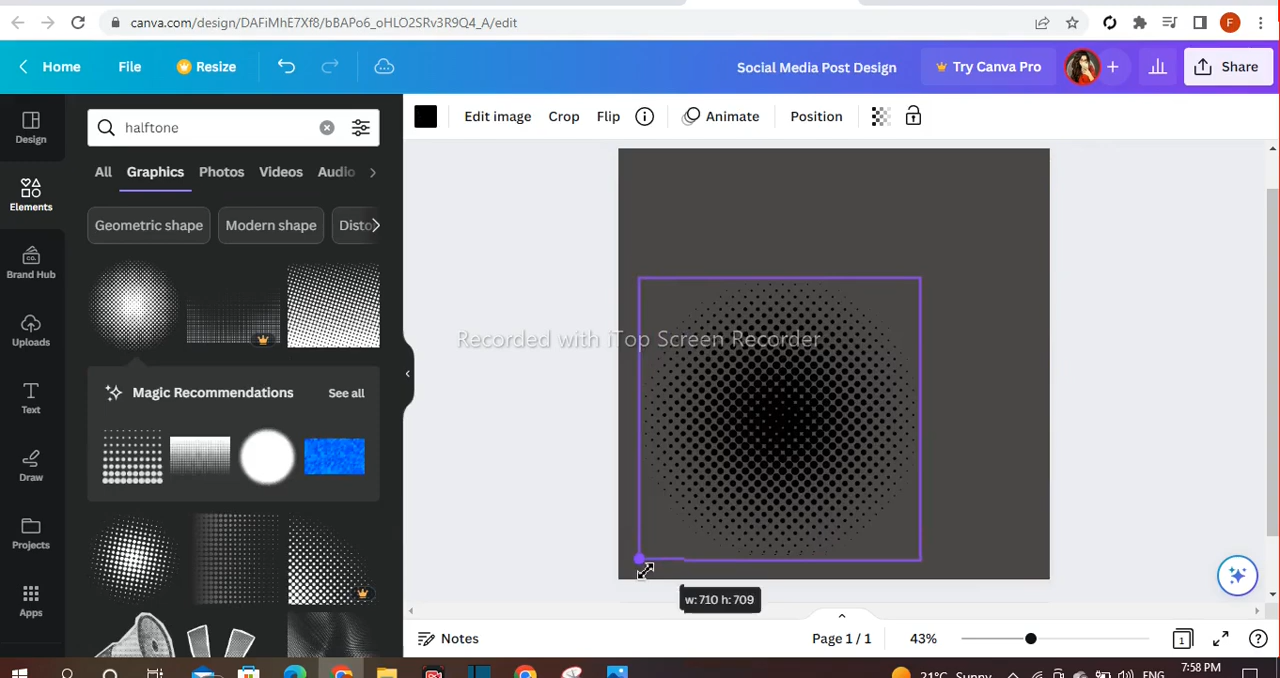 canva.com/design/DAFiMhE7Xf8/bBAPo6_oHLO2SRv3R9Q4_A/edit
F
Home File Resize Social Media Post Design Try Canva Pro + Share
Design
Elements
Brand Hub
Uploads
Text
Draw
Projects
Apps
halftone
All Graphics Photos Videos Audio
Geometric shape Modern shape Disto
Magic Recommendations See all
Edit image Crop Flip Animate Position
Recorded with iTop Screen Recorder
w: 710 h: 709
Notes Page 1 / 1 43% 1
21°C Sunny ENG 7:58 PM